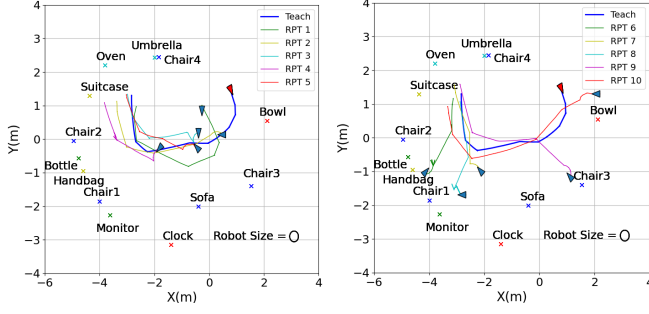 4
3
2
1
0
−1
−2
−3
−4
Y(m)
−6
−4
−2
0
2
4
X(m)
Teach
RPT 1
RPT 2
RPT 3
RPT 4
RPT 5
Umbrella
Oven
Chair4
Suitcase
Bowl
Chair2
Bottle
Handbag
Chair1
Chair3
Sofa
Monitor
Clock
Robot Size =
4
3
2
1
0
−1
−2
−3
−4
Y(m)
−6
−4
−2
0
2
4
X(m)
Teach
RPT 6
RPT 7
RPT 8
RPT 9
RPT 10
Umbrella
Oven
Chair4
Suitcase
Bowl
Chair2
Bottle
Handbag
Chair1
Chair3
Sofa
Monitor
Clock
Robot Size =